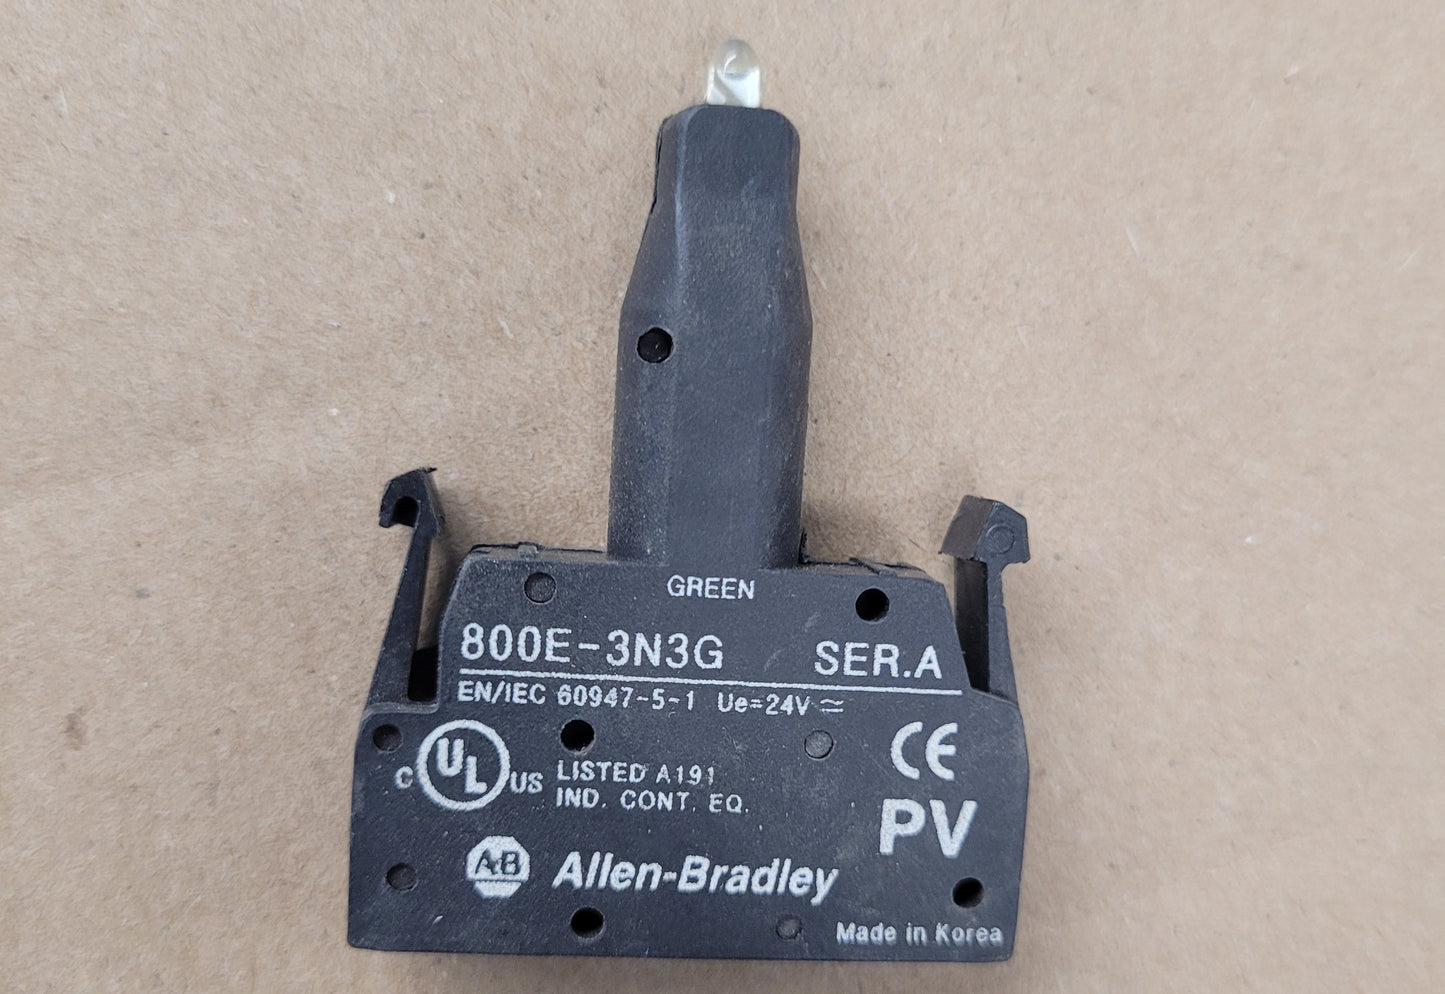 GREEN
800E-3N3G SER.A
EN/IEC 60947-5-1 Ue=24V ≂
C UL US LISTED A191
IND. CONT. EQ.
CE
PV
A-B Allen-Bradley
Made in Korea